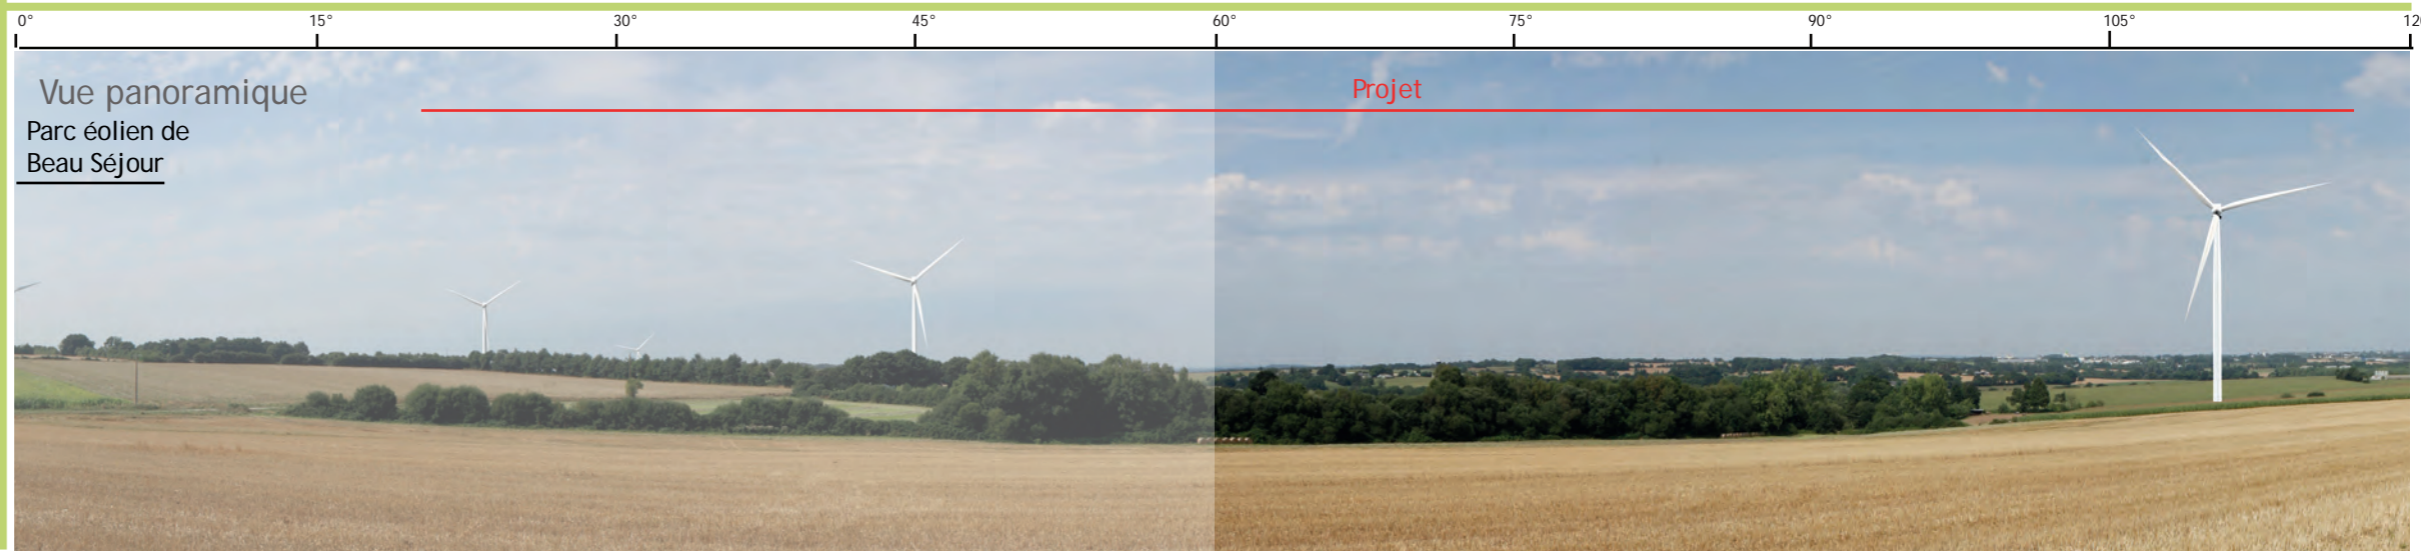 0° 15° 30° 45° 60° 75° 90° 105°
Vue panoramique
Projet
Parc éolien de
Beau Séjour